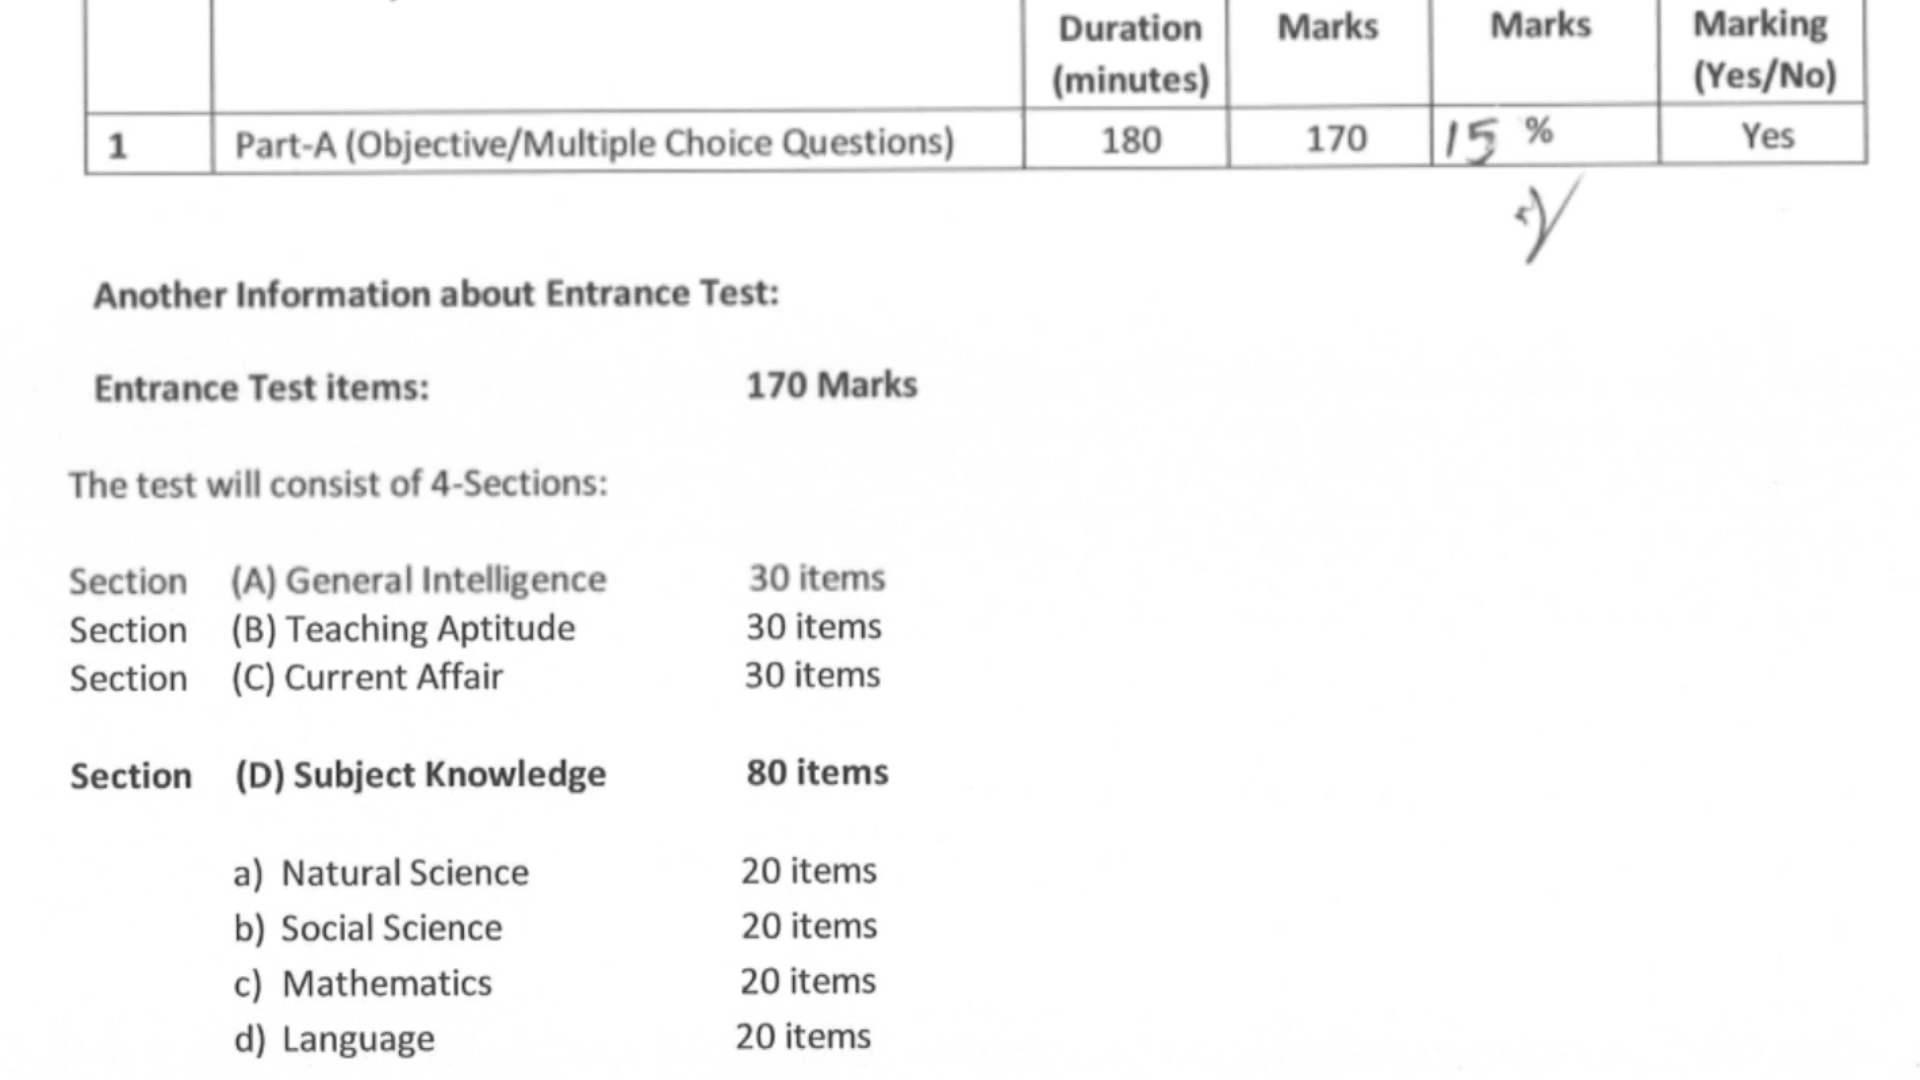 Duration Marks Marks Marking
(minutes) (Yes/No)
1 Part-A (Objective/Multiple Choice Questions) 180 170 15 % Yes
Another Information about Entrance Test:
Entrance Test items: 170 Marks
The test will consist of 4-Sections:
Section (A) General Intelligence 30 items
Section (B) Teaching Aptitude 30 items
Section (C) Current Affair 30 items
Section (D) Subject Knowledge 80 items
a) Natural Science 20 items
b) Social Science 20 items
c) Mathematics 20 items
d) Language 20 items